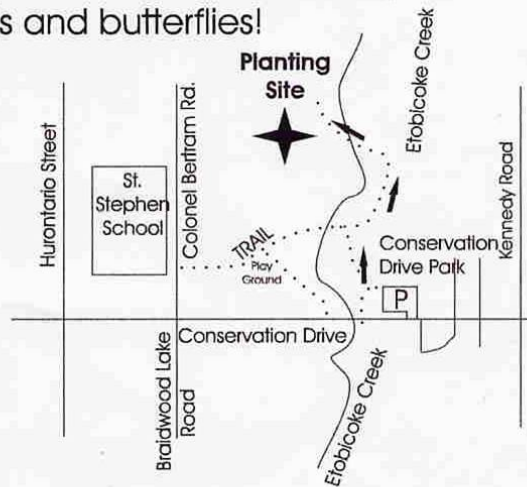 s and butterflies!
Planting
Site
Etobicoke Creek
Hurontario Street
St.
Stephen
School
Colonel Bertram Rd.
TRAIL
Play
Ground
Conservation
Drive Park
Kennedy Road
P
Conservation Drive
Braidwood Lake
Road
Etobicoke Creek